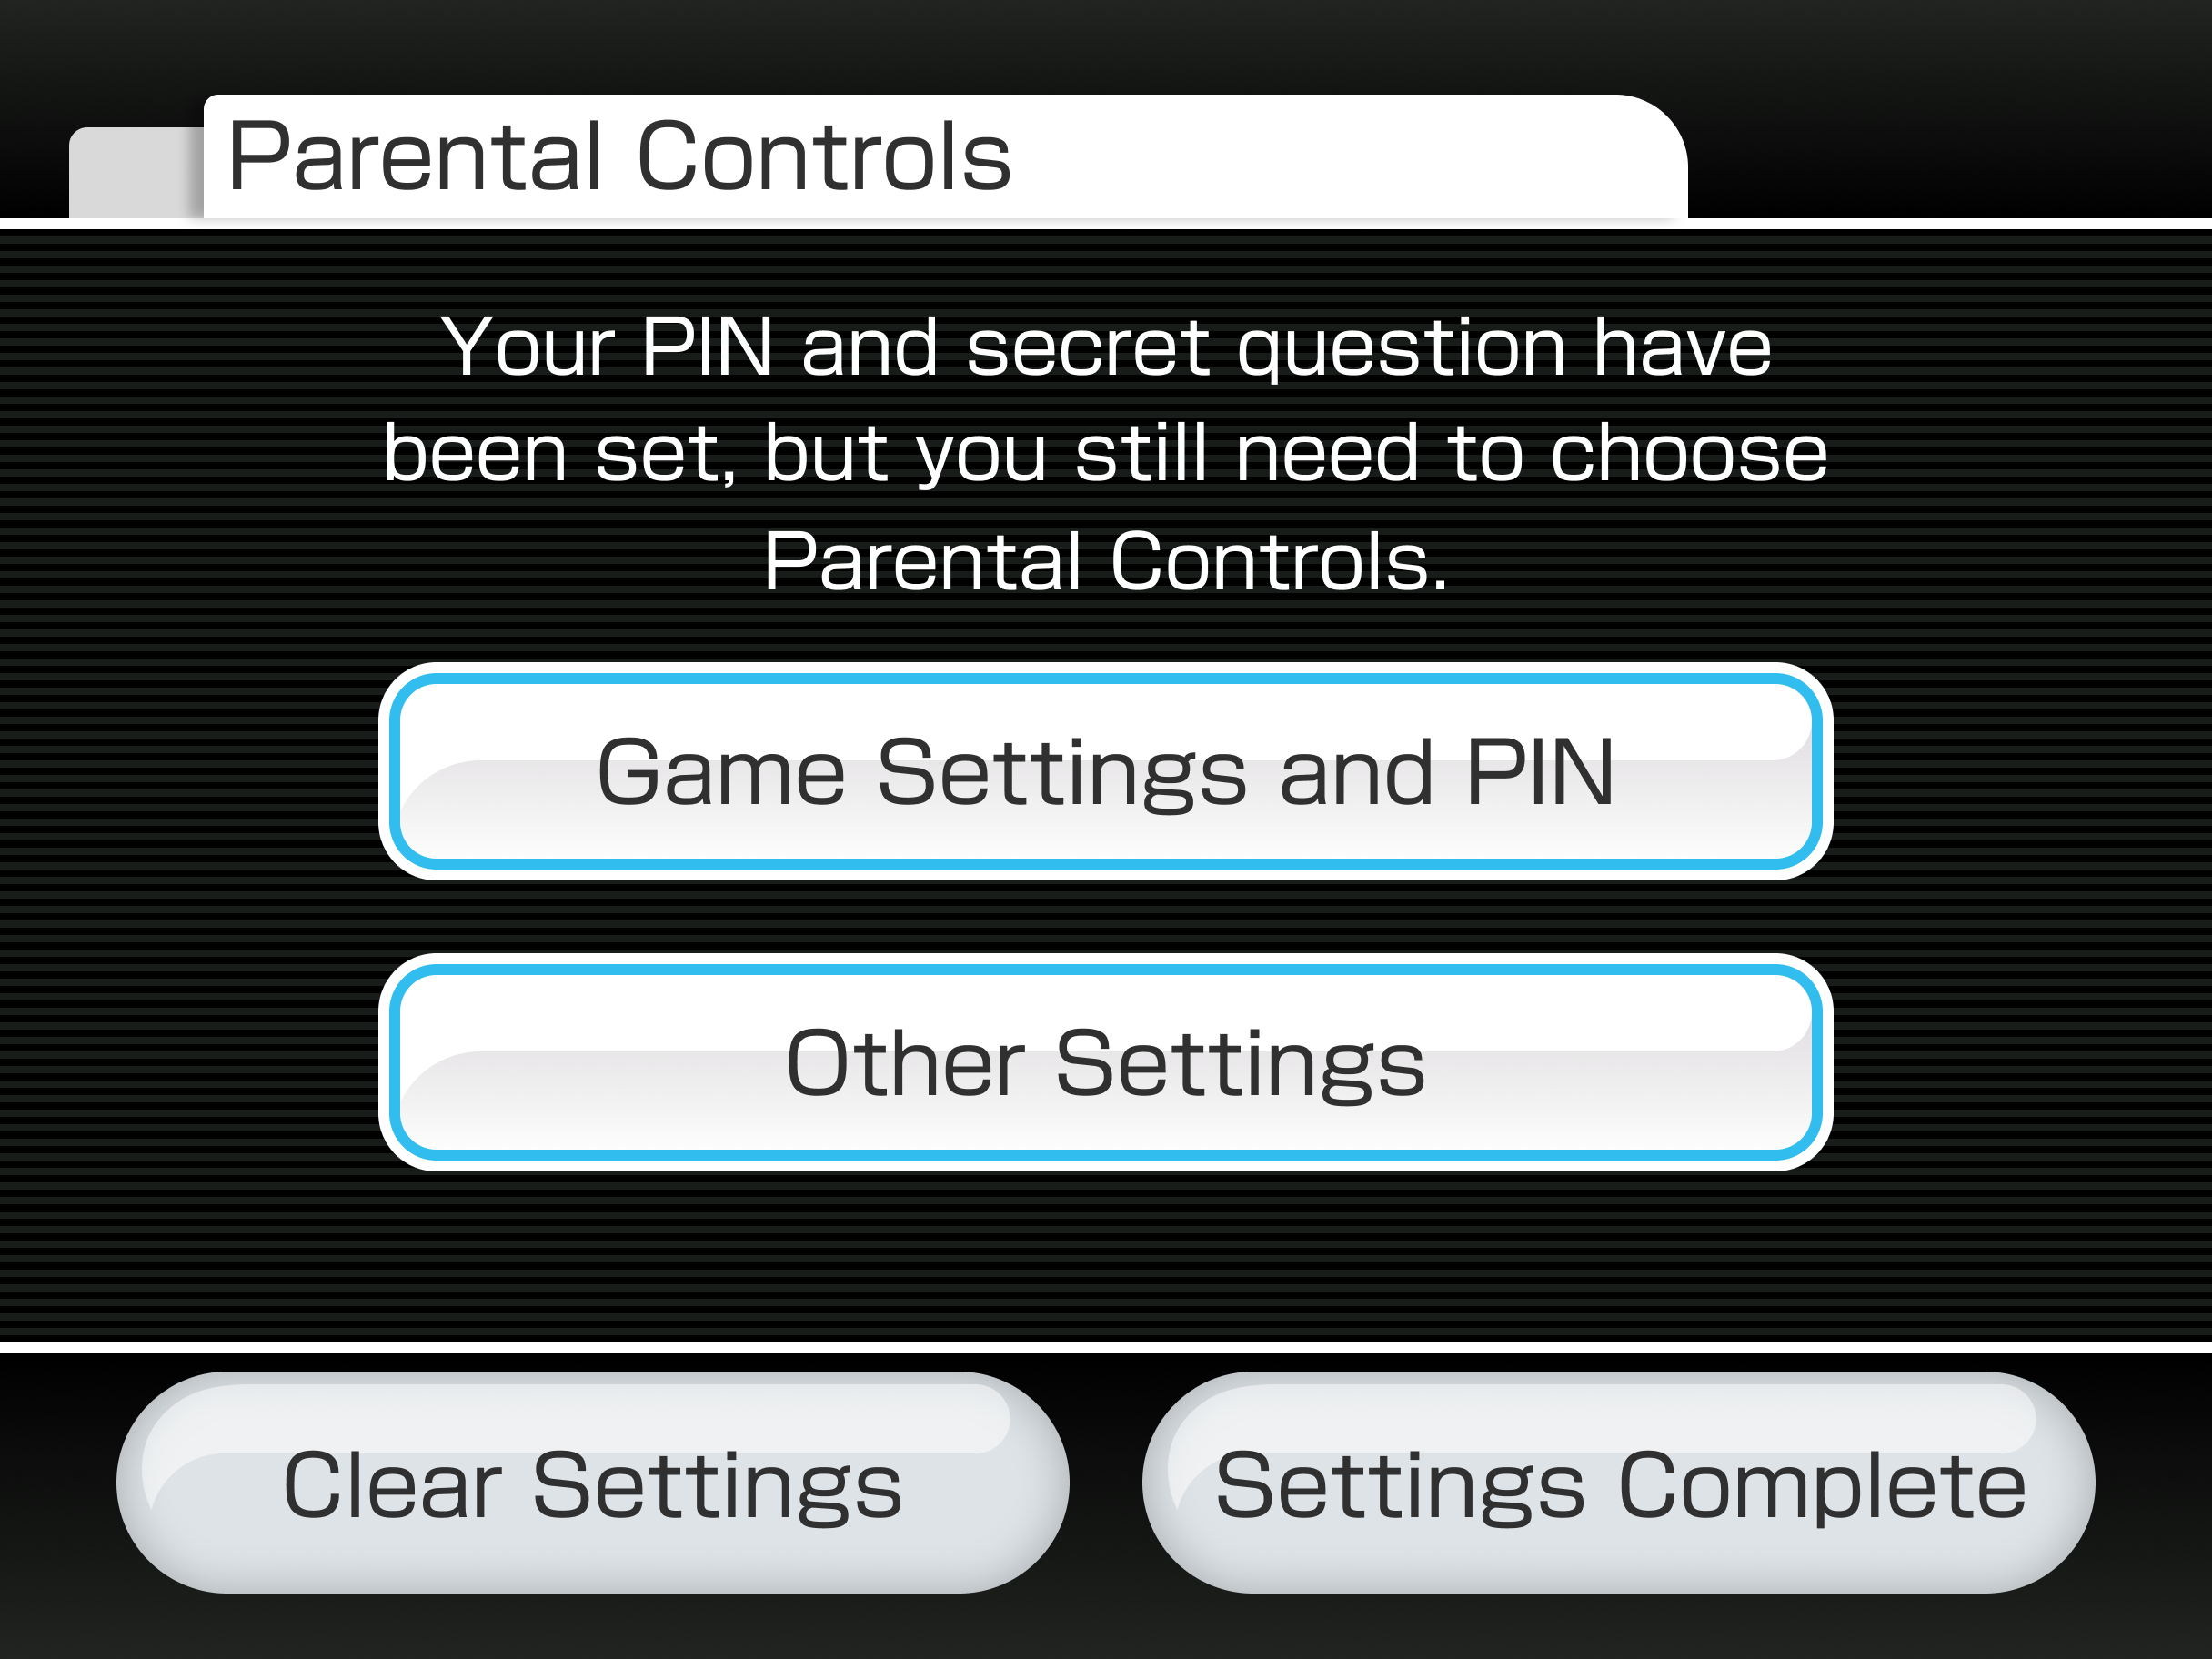 Parental Controls
Your PIN and secret question have
been set, but you still need to choose
Parental Controls.
Game Settings and PIN
Other Settings
Clear Settings
Settings Complete